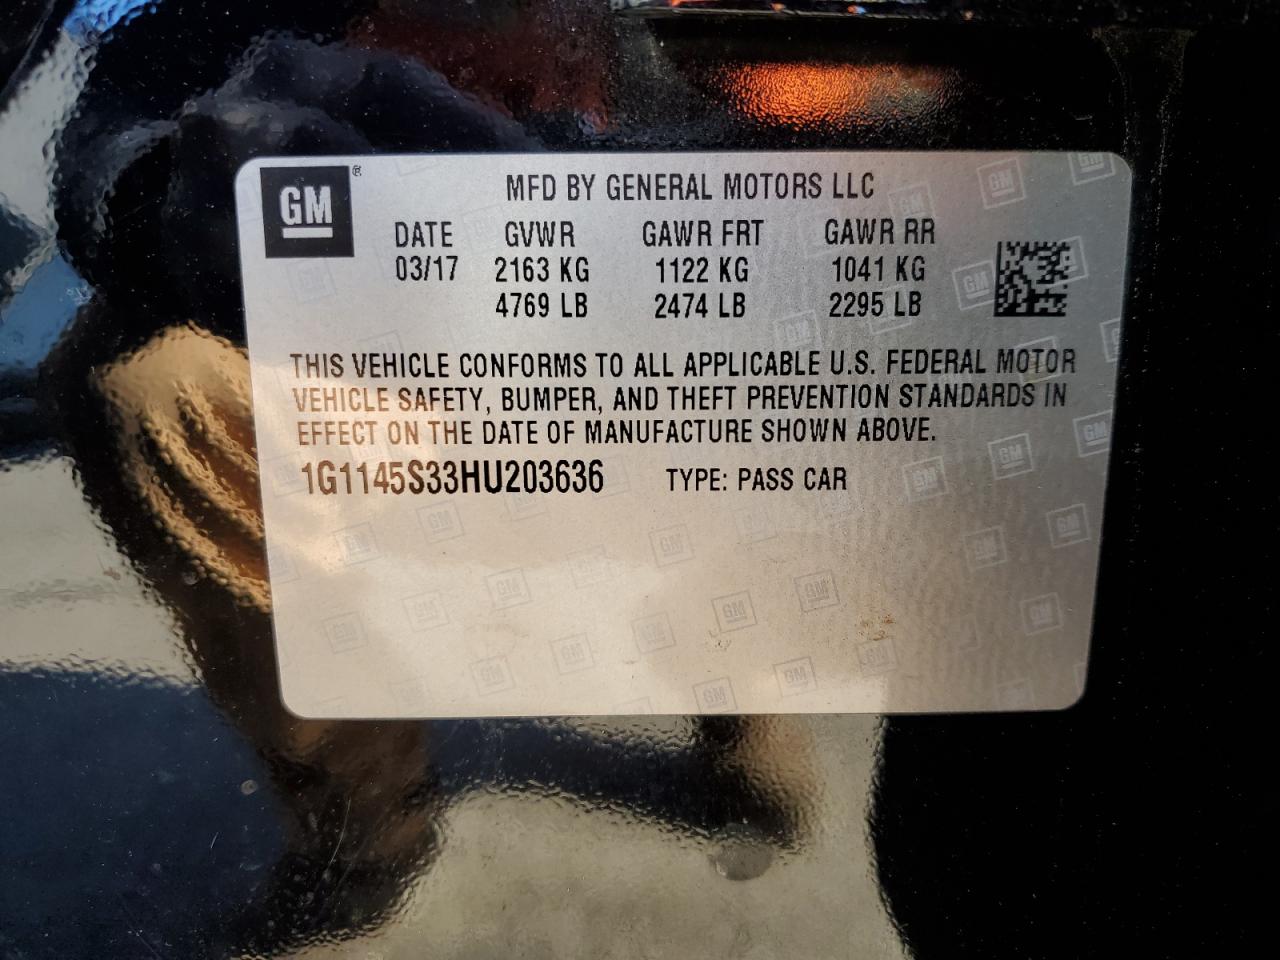 GM ®
MFD BY GENERAL MOTORS LLC
DATE GVWR GAWR FRT GAWR RR
03/17 2163 KG 1122 KG 1041 KG
4769 LB 2474 LB 2295 LB
THIS VEHICLE CONFORMS TO ALL APPLICABLE U.S. FEDERAL MOTOR
VEHICLE SAFETY, BUMPER, AND THEFT PREVENTION STANDARDS IN
EFFECT ON THE DATE OF MANUFACTURE SHOWN ABOVE.
1G1145S33HU203636 TYPE: PASS CAR